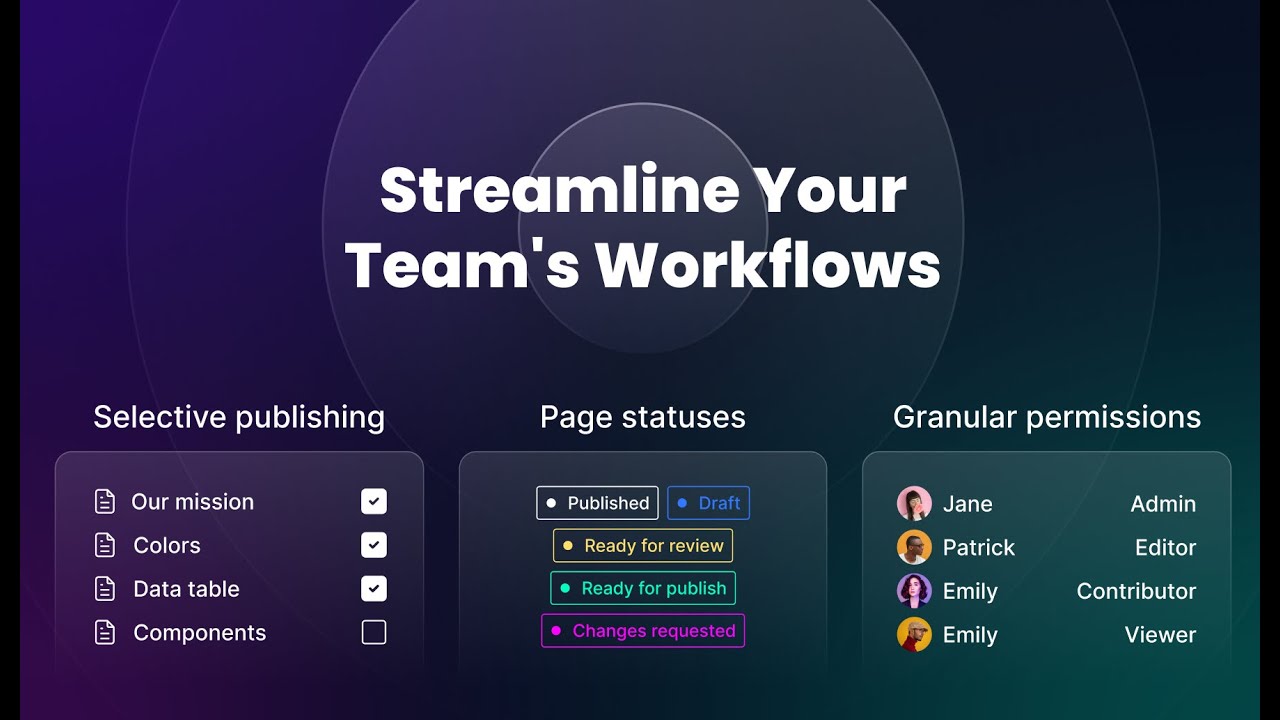 Streamline Your
Team's Workflows
Selective publishing
Our mission
Colors
Data table
Components
Page statuses
Published Draft
Ready for review
Ready for publish
Changes requested
Granular permissions
Jane Admin
Patrick Editor
Emily Contributor
Emily Viewer